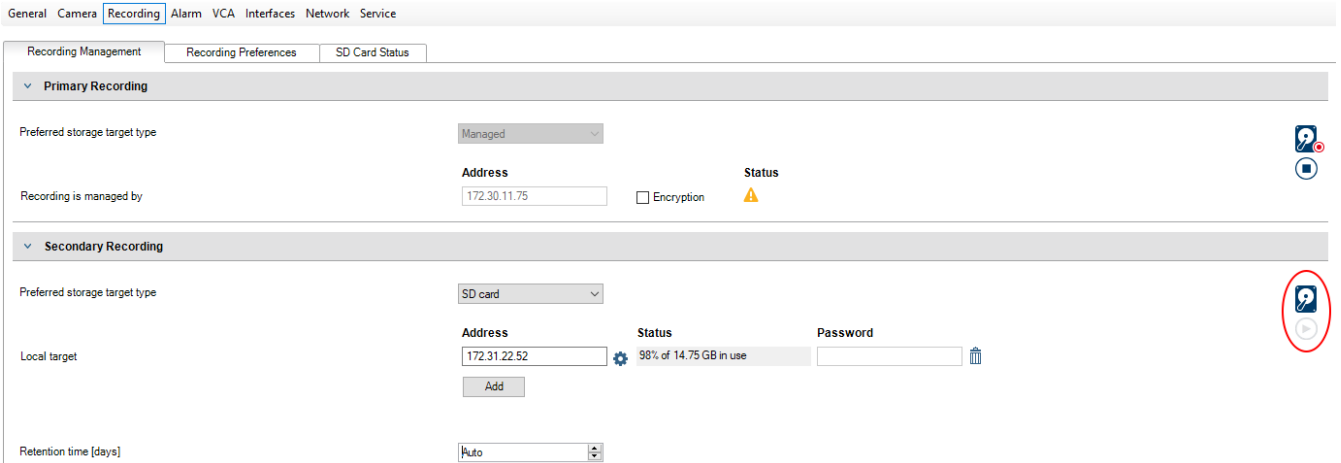 General Camera Recording Alarm VCA Interfaces Network Service
Recording Management Recording Preferences SD Card Status
Primary Recording
Preferred storage target type Managed
Address Status
Recording is managed by 172.30.11.75 Encryption
Secondary Recording
Preferred storage target type SD card
Address Status Password
Local target 172.31.22.52 98% of 14.75 GB in use
Add
Retention time [days] Auto